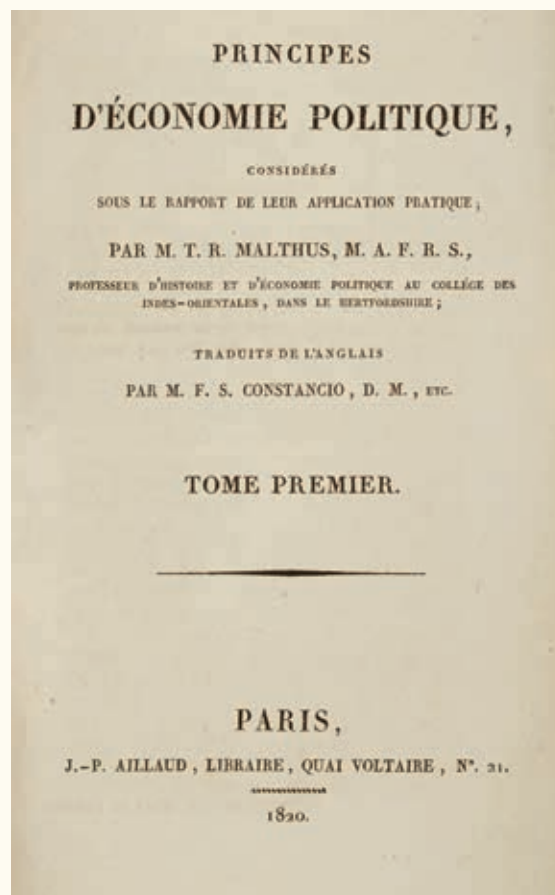 PRINCIPES
D'ÉCONOMIE POLITIQUE,
CONSIDÉRÉS
SOUS LE RAPPORT DE LEUR APPLICATION PRATIQUE;
PAR M. T. R. MALTHUS, M. A. F. R. S.,
PROFESSEUR D'HISTOIRE ET D'ÉCONOMIE POLITIQUE AU COLLÉGE DES
INDES-ORIENTALES, DANS LE HERTFORDSHIRE;
TRADUITS DE L'ANGLAIS
PAR M. F. S. CONSTANCIO, D. M., ETC.
TOME PREMIER.
PARIS,
J.-P. AILLAUD, LIBRAIRE, QUAI VOLTAIRE, N°. 21.
1820.